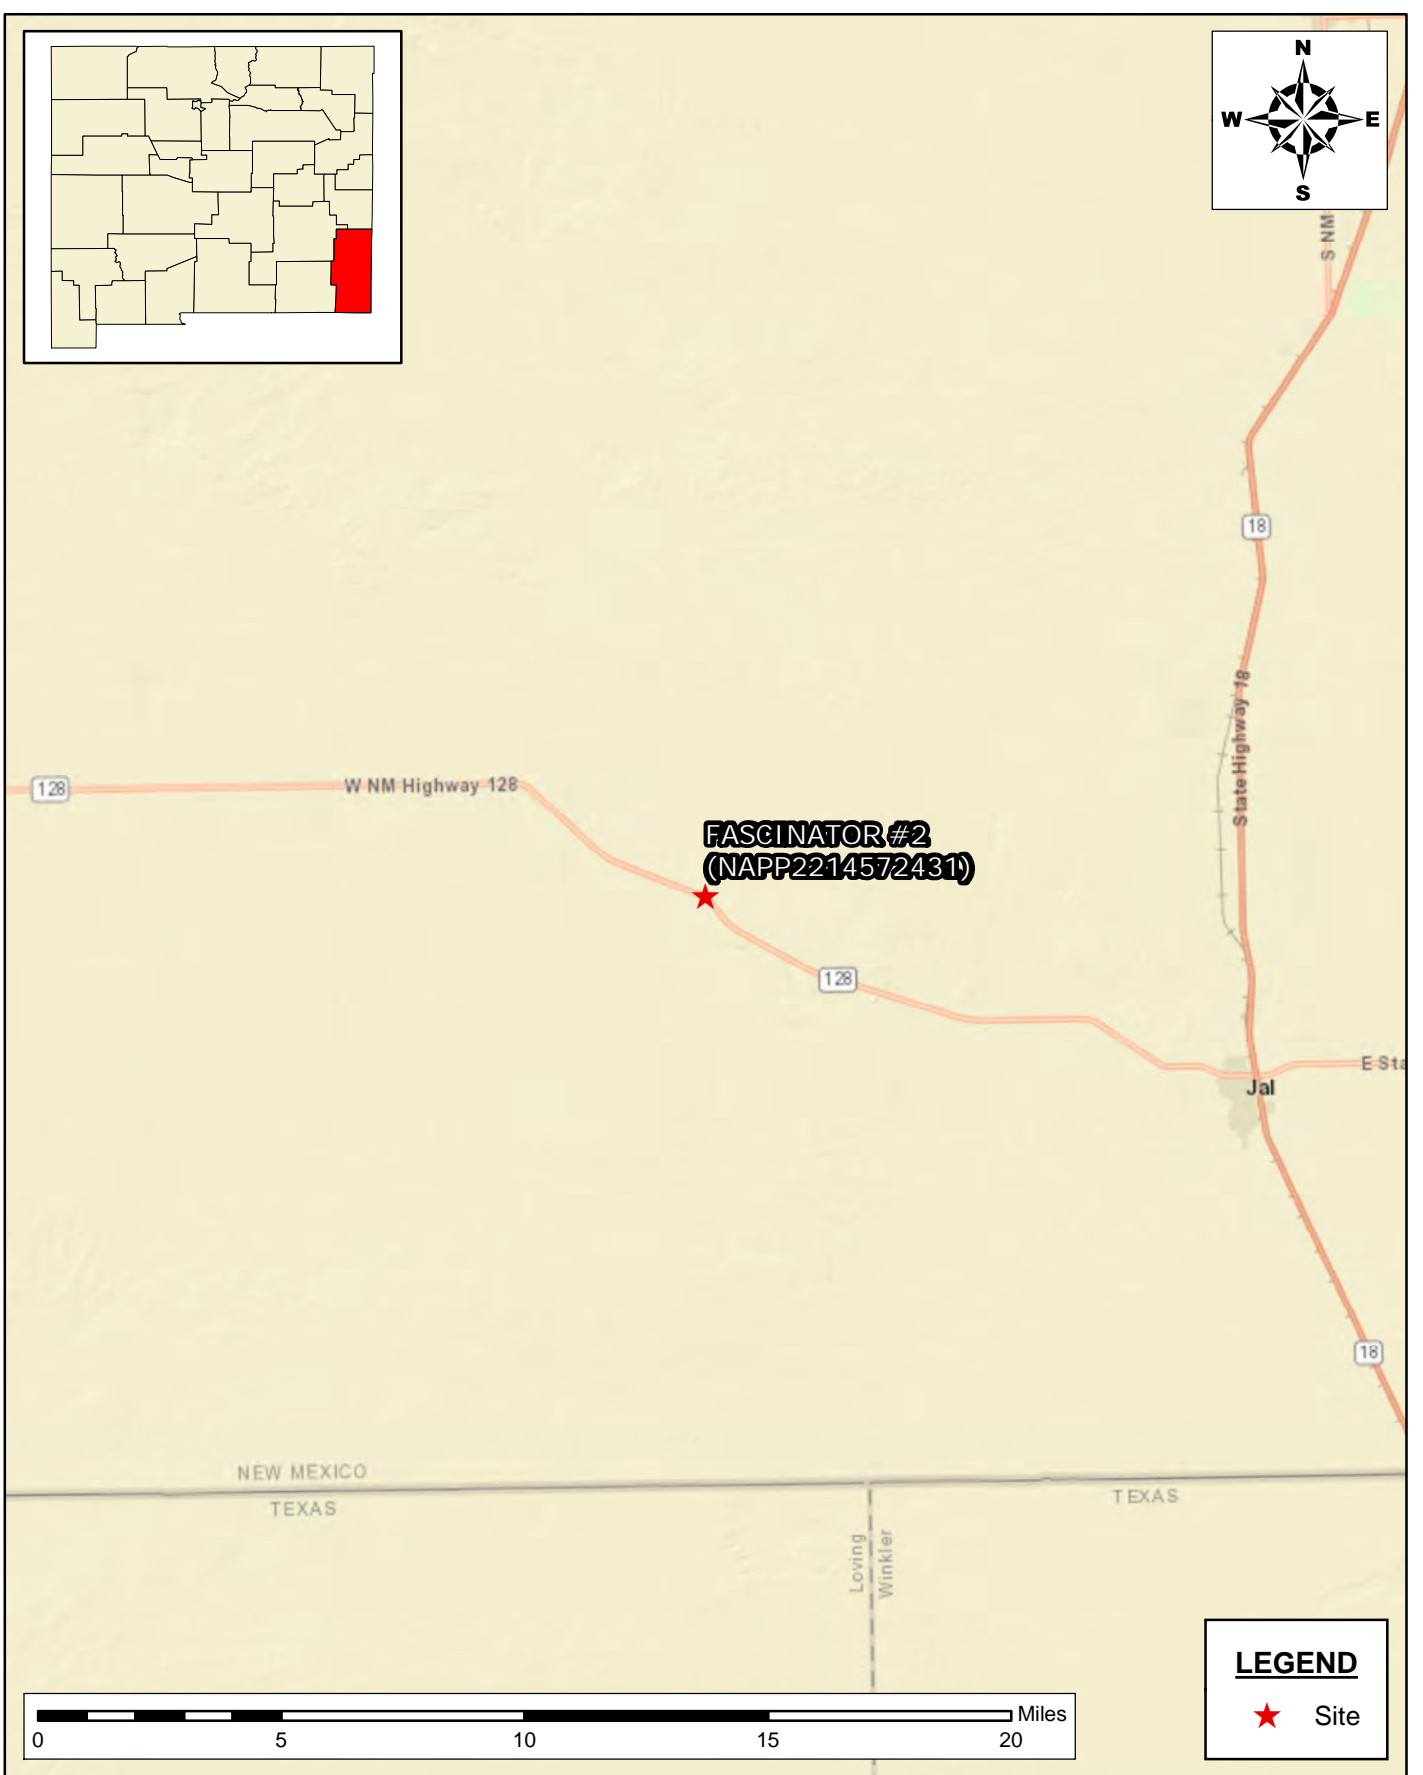 N
W
E
S
S NM
18
State Highway 18
128
W NM Highway 128
FASCINATOR #2
(NAPP2214572431)
128
E Sta
Jal
18
NEW MEXICO
TEXAS
TEXAS
Loving
Winkler
LEGEND
Site
Miles
0 5 10 15 20